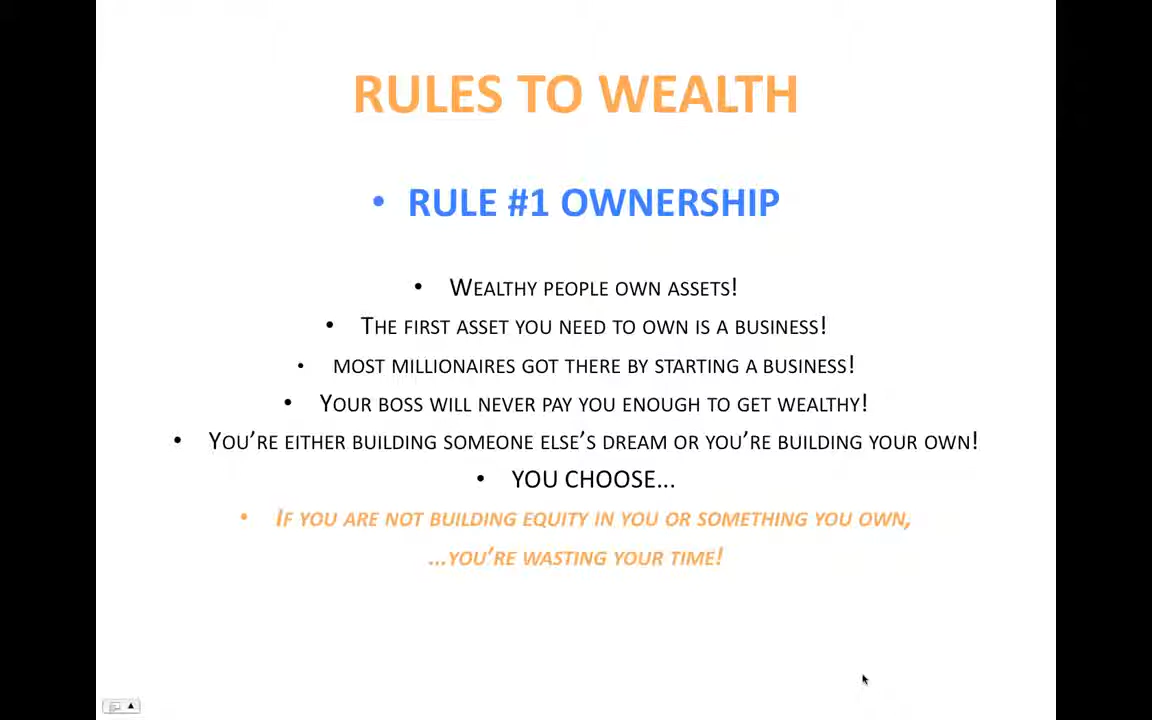 RULES TO WEALTH
• RULE #1 OWNERSHIP
• WEALTHY PEOPLE OWN ASSETS!
• THE FIRST ASSET YOU NEED TO OWN IS A BUSINESS!
• MOST MILLIONAIRES GOT THERE BY STARTING A BUSINESS!
• YOUR BOSS WILL NEVER PAY YOU ENOUGH TO GET WEALTHY!
• YOU’RE EITHER BUILDING SOMEONE ELSE’S DREAM OR YOU’RE BUILDING YOUR OWN!
• YOU CHOOSE...
• IF YOU ARE NOT BUILDING EQUITY IN YOU OR SOMETHING YOU OWN,
...YOU’RE WASTING YOUR TIME!